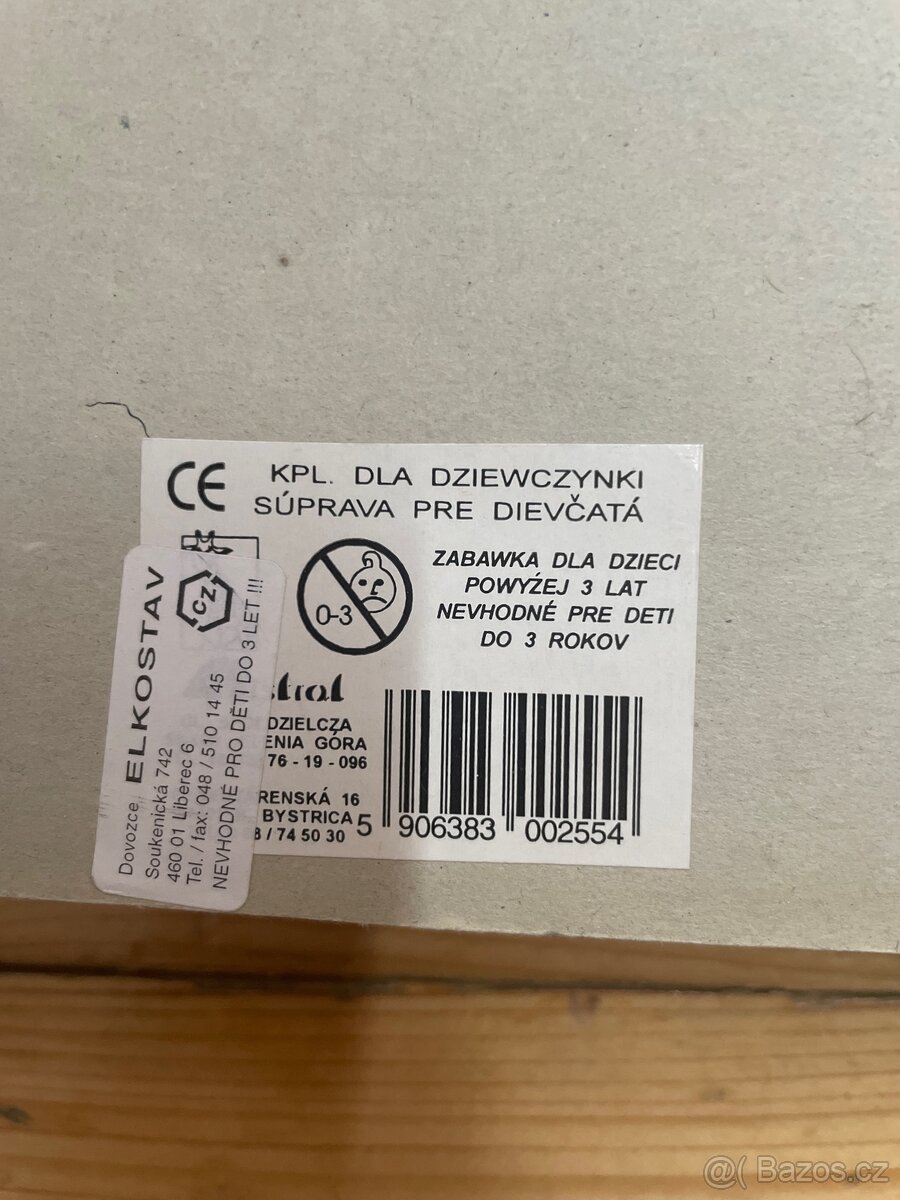 CE KPL. DLA DZIEWCZYNKI
SÚPRAVA PRE DIEVČATÁ
0-3
ZABAWKA DLA DZIECI
POWYŹEJ 3 LAT
NEVHODNÉ PRE DETI
DO 3 ROKOV
DZIELCZA
ENIA GÓRA
76 - 19 - 096
RENSKÁ 16
BYSTRICA
/ 74 50 30
5 906383 002554
CZ
Dovozce: ELKOSTAV
Soukenická 742
460 01 Liberec 6
Tel. / fax: 048 / 510 14 45
NEVHODNÉ PRO DĚTI DO 3 LET !!!
@( Bazos.cz